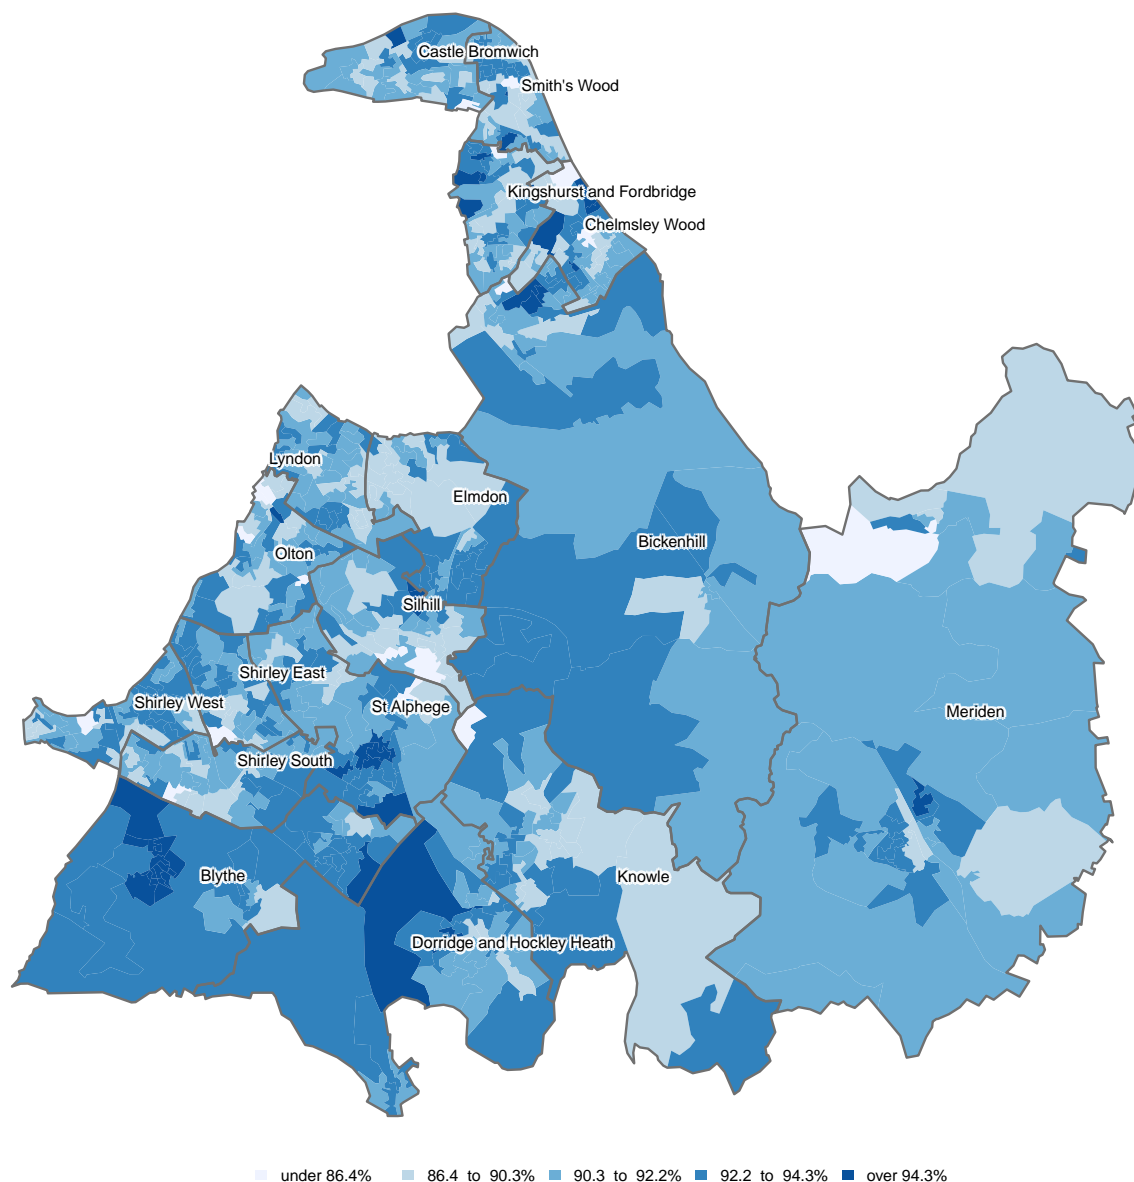 Castle Bromwich
Smith's Wood
Kingshurst and Fordbridge
Chelmsley Wood
Lyndon
Elmdon
Bickenhill
Olton
Silhill
Shirley East
Shirley West
St Alphege
Meriden
Shirley South
Blythe
Knowle
Dorridge and Hockley Heath
under 86.4% 86.4 to 90.3% 90.3 to 92.2% 92.2 to 94.3% over 94.3%